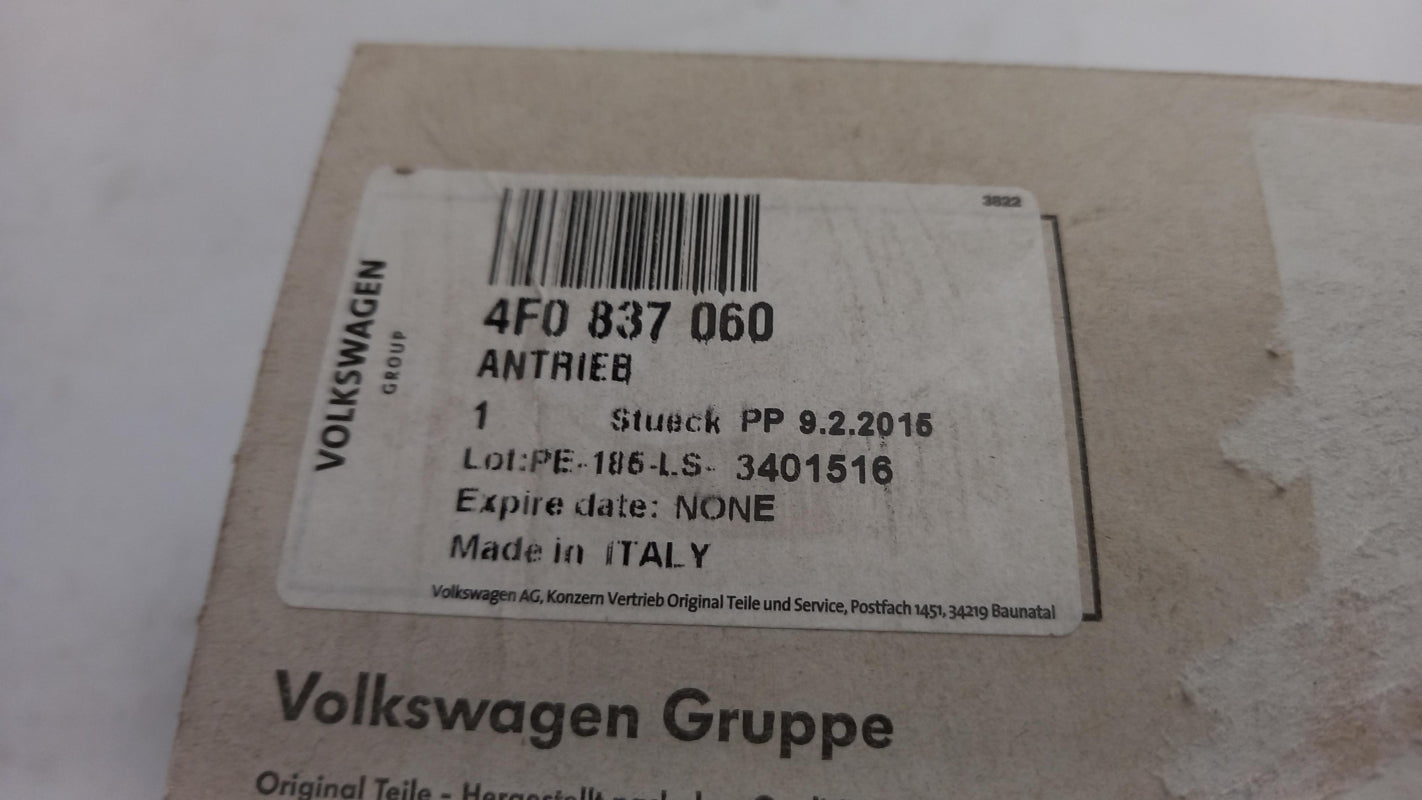 3822
VOLKSWAGEN
GROUP
4F0 837 060
ANTRIEB
1 Stueck PP 9.2.2015
Lot:PE-186-LS- 3401516
Expire date: NONE
Made in ITALY
Volkswagen AG, Konzern Vertrieb Original Teile und Service, Postfach 1451, 34219 Baunatal
Volkswagen Gruppe
Original Teile - Hergestellt